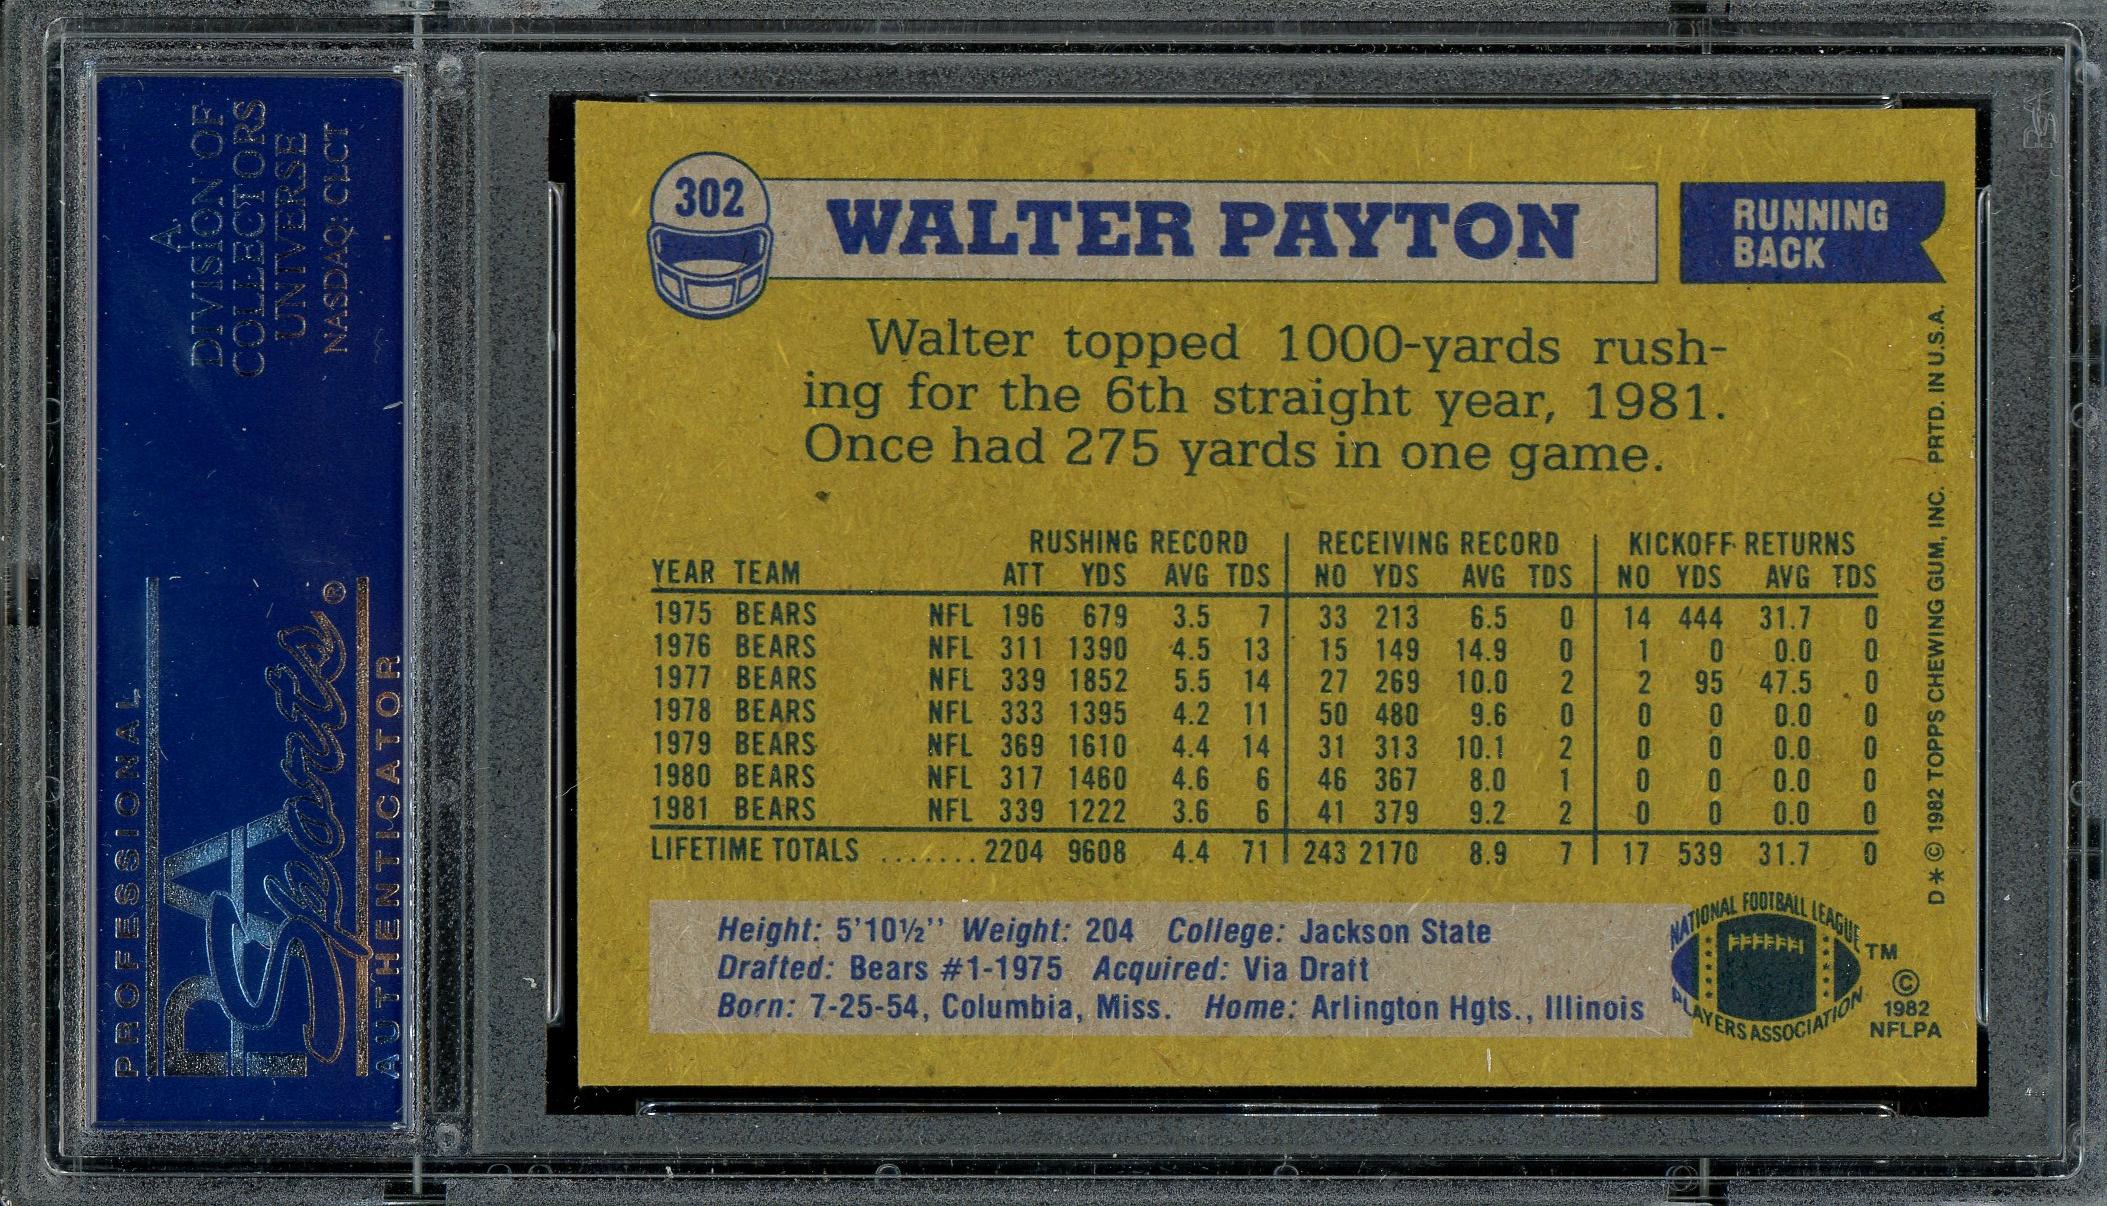 A
DIVISION OF
COLLECTORS
UNIVERSE
NASDAQ: CLCT
PROFESSIONAL
PSA
Sports®
AUTHENTICATOR
302
WALTER PAYTON
RUNNING
BACK
Walter topped 1000-yards rush-
ing for the 6th straight year, 1981.
Once had 275 yards in one game.
RUSHING RECORD RECEIVING RECORD KICKOFF RETURNS
YEAR TEAM ATT YDS AVG TDS NO YDS AVG TDS NO YDS AVG TDS
1975 BEARS NFL 196 679 3.5 7 33 213 6.5 0 14 444 31.7 0
1976 BEARS NFL 311 1390 4.5 13 15 149 14.9 0 1 0 0.0 0
1977 BEARS NFL 339 1852 5.5 14 27 269 10.0 2 2 95 47.5 0
1978 BEARS NFL 333 1395 4.2 11 50 480 9.6 0 0 0 0.0 0
1979 BEARS NFL 369 1610 4.4 14 31 313 10.1 2 0 0 0.0 0
1980 BEARS NFL 317 1460 4.6 6 46 367 8.0 1 0 0 0.0 0
1981 BEARS NFL 339 1222 3.6 6 41 379 9.2 2 0 0 0.0 0
LIFETIME TOTALS ....... 2204 9608 4.4 71 243 2170 8.9 7 17 539 31.7 0
Height: 5'10½'' Weight: 204 College: Jackson State
Drafted: Bears #1-1975 Acquired: Via Draft
Born: 7-25-54, Columbia, Miss. Home: Arlington Hgts., Illinois
NATIONAL FOOTBALL LEAGUE
PLAYERS ASSOCIATION
TM
©
1982
NFLPA
D * © 1982 TOPPS CHEWING GUM, INC. PRTD. IN U.S.A.
PSA